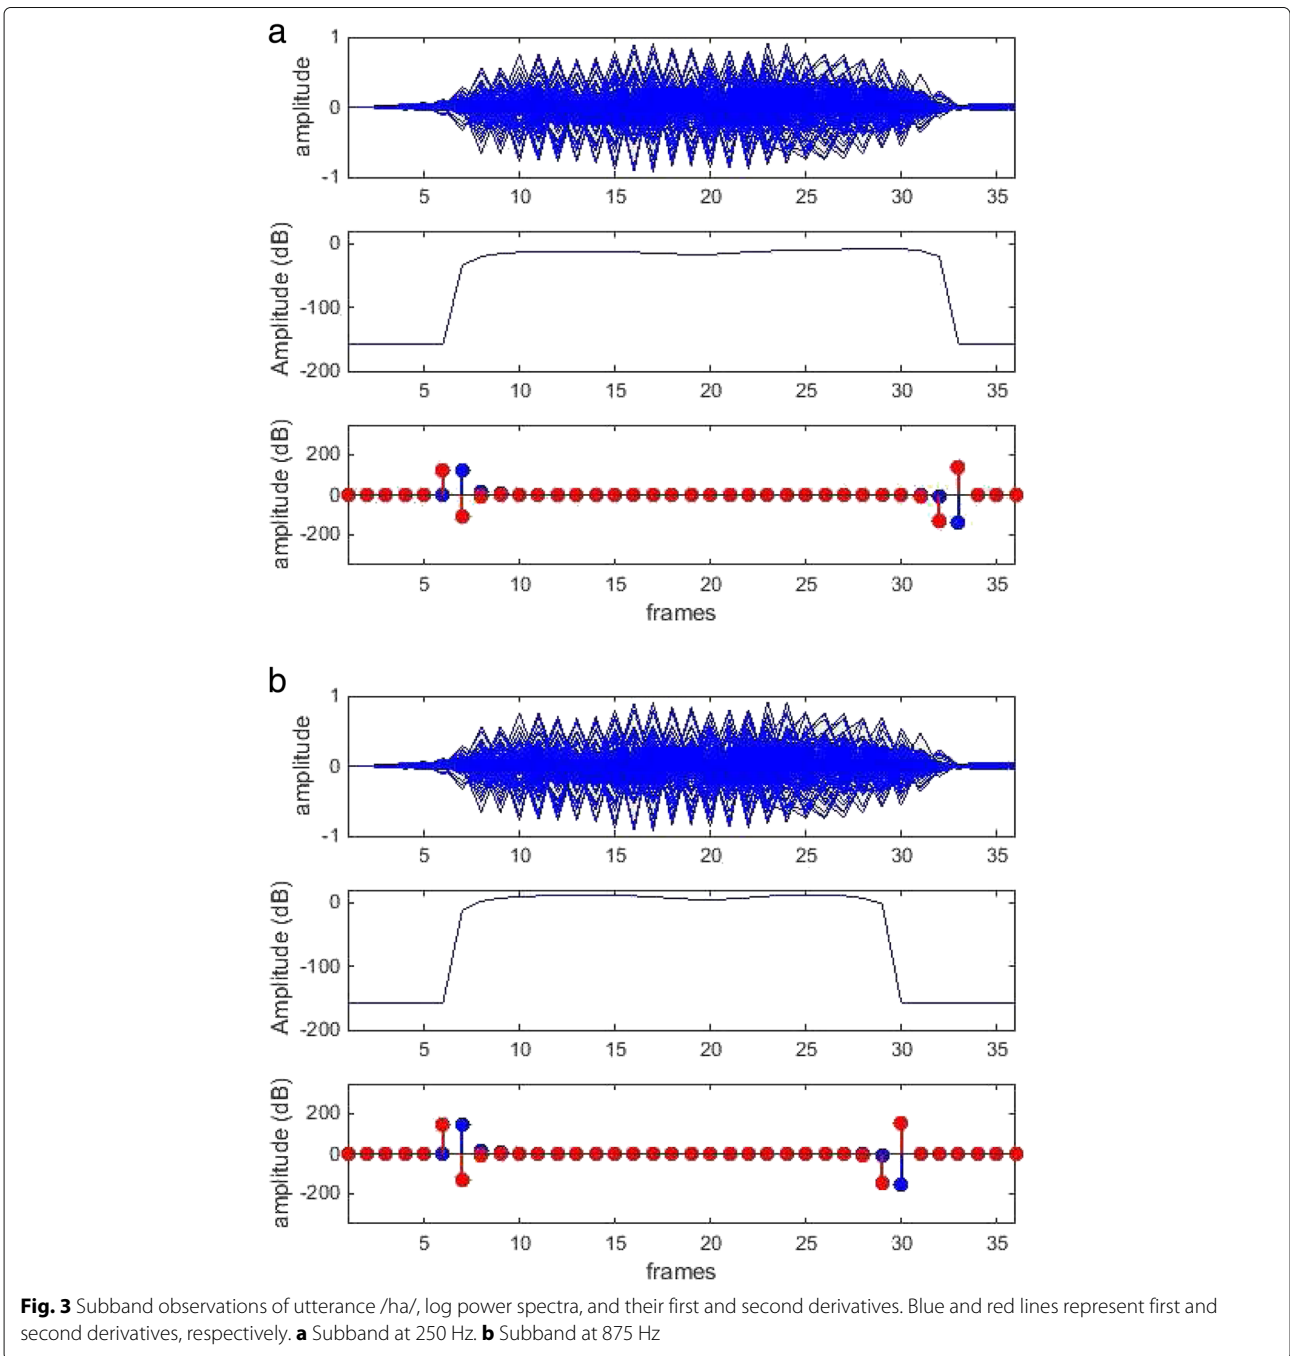 a
1
0
-1
amplitude
5 10 15 20 25 30 35
0
-100
-200
Amplitude (dB)
5 10 15 20 25 30 35
200
0
-200
amplitude (dB)
5 10 15 20 25 30 35
frames
b
1
0
-1
amplitude
5 10 15 20 25 30 35
0
-100
-200
Amplitude (dB)
5 10 15 20 25 30 35
200
0
-200
amplitude (dB)
5 10 15 20 25 30 35
frames
Fig. 3 Subband observations of utterance /ha/, log power spectra, and their first and second derivatives. Blue and red lines represent first and
second derivatives, respectively. a Subband at 250 Hz. b Subband at 875 Hz